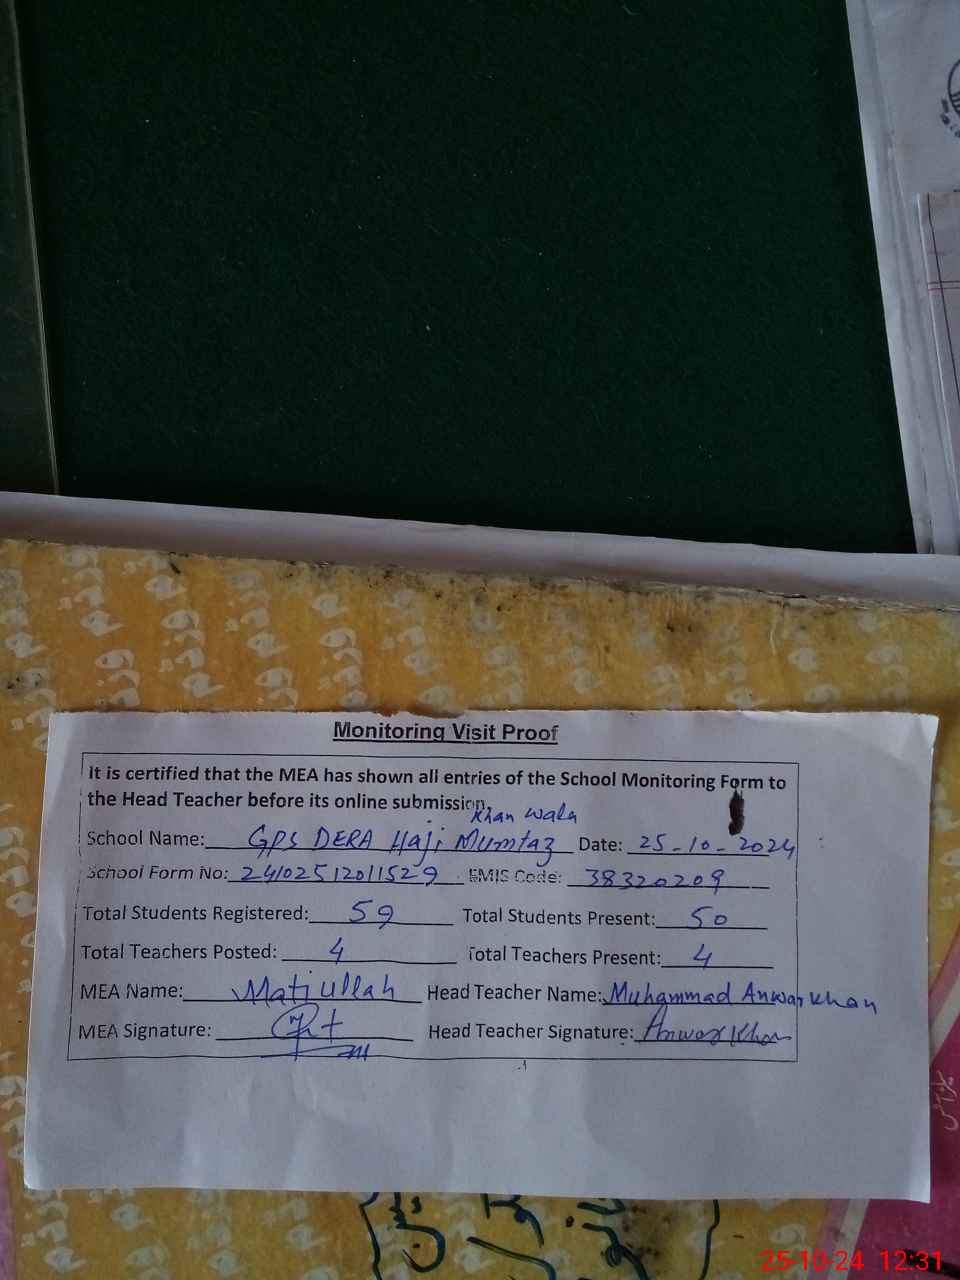 Monitoring Visit Proof
It is certified that the MEA has shown all entries of the School Monitoring Form to
the Head Teacher before its online submission.
Khan wala
School Name: GPS DERA Haji Mumtaz Date: 25-10-2024
School Form No: 24102512011529 EMIS Code: 38320209
Total Students Registered: 59 Total Students Present: 50
Total Teachers Posted: 4 Total Teachers Present: 4
MEA Name: Matiullah Head Teacher Name: Muhammad Anwar Khan
MEA Signature: Head Teacher Signature: Anwar Khan
25-10-24 12:31